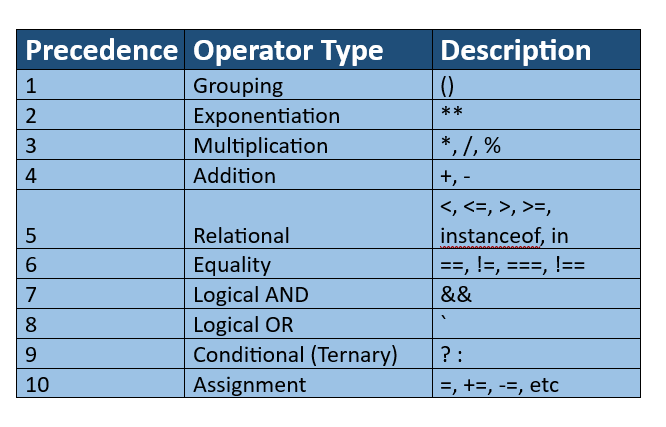 Precedence Operator Type Description
1 Grouping ()
2 Exponentiation **
3 Multiplication *, /, %
4 Addition +, -
<, <=, >, >=,
5 Relational instanceof, in
6 Equality ==, !=, ===, !==
7 Logical AND &&
8 Logical OR `
9 Conditional (Ternary) ? :
10 Assignment =, +=, -=, etc